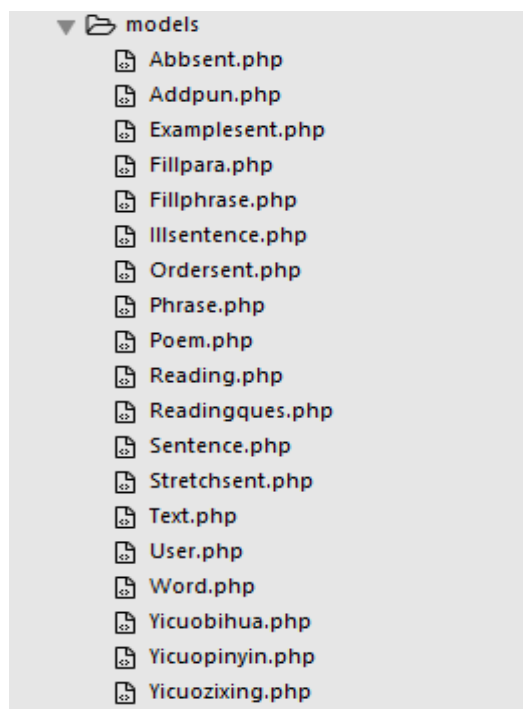 models
Abbsent.php
Addpun.php
Examplesent.php
Fillpara.php
Fillphrase.php
Illsentence.php
Ordersent.php
Phrase.php
Poem.php
Reading.php
Readingques.php
Sentence.php
Stretchsent.php
Text.php
User.php
Word.php
Yicuobihua.php
Yicuopinyin.php
Yicuozixing.php